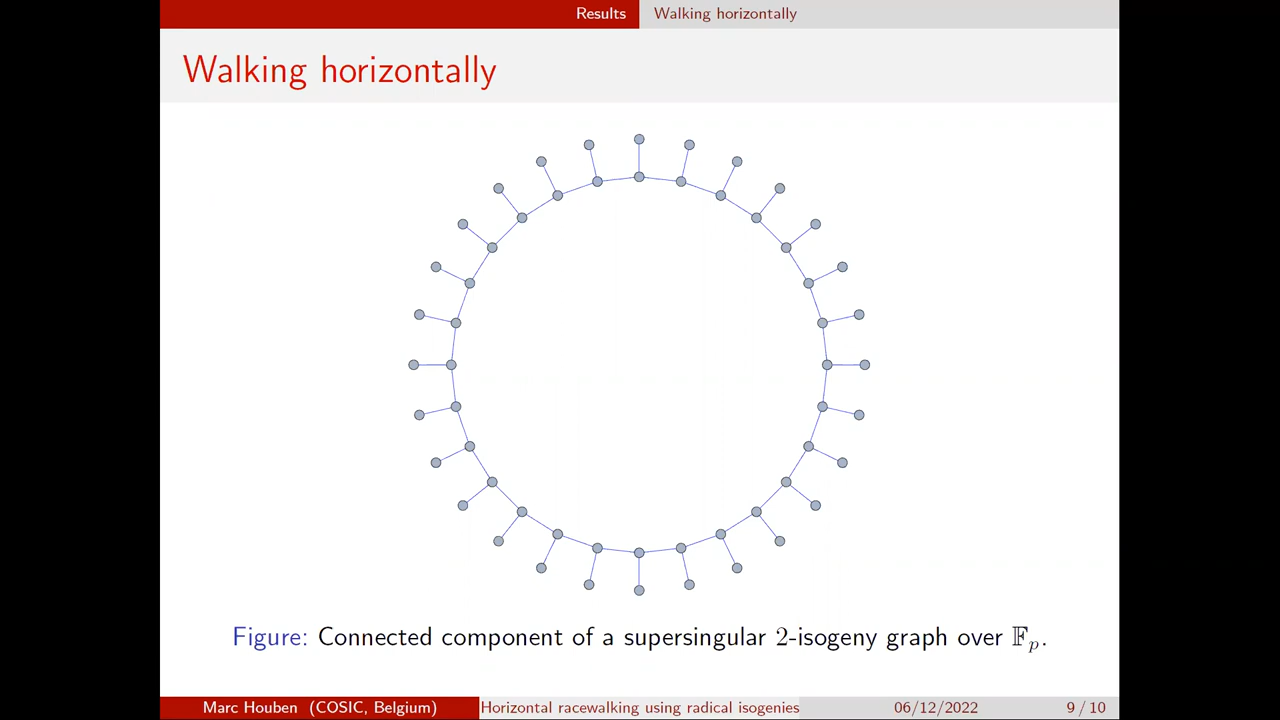 Results Walking horizontally
Walking horizontally
Figure: Connected component of a supersingular 2-isogeny graph over 𝔽ₚ.
Marc Houben (COSIC, Belgium) Horizontal racewalking using radical isogenies 06/12/2022 9 / 10